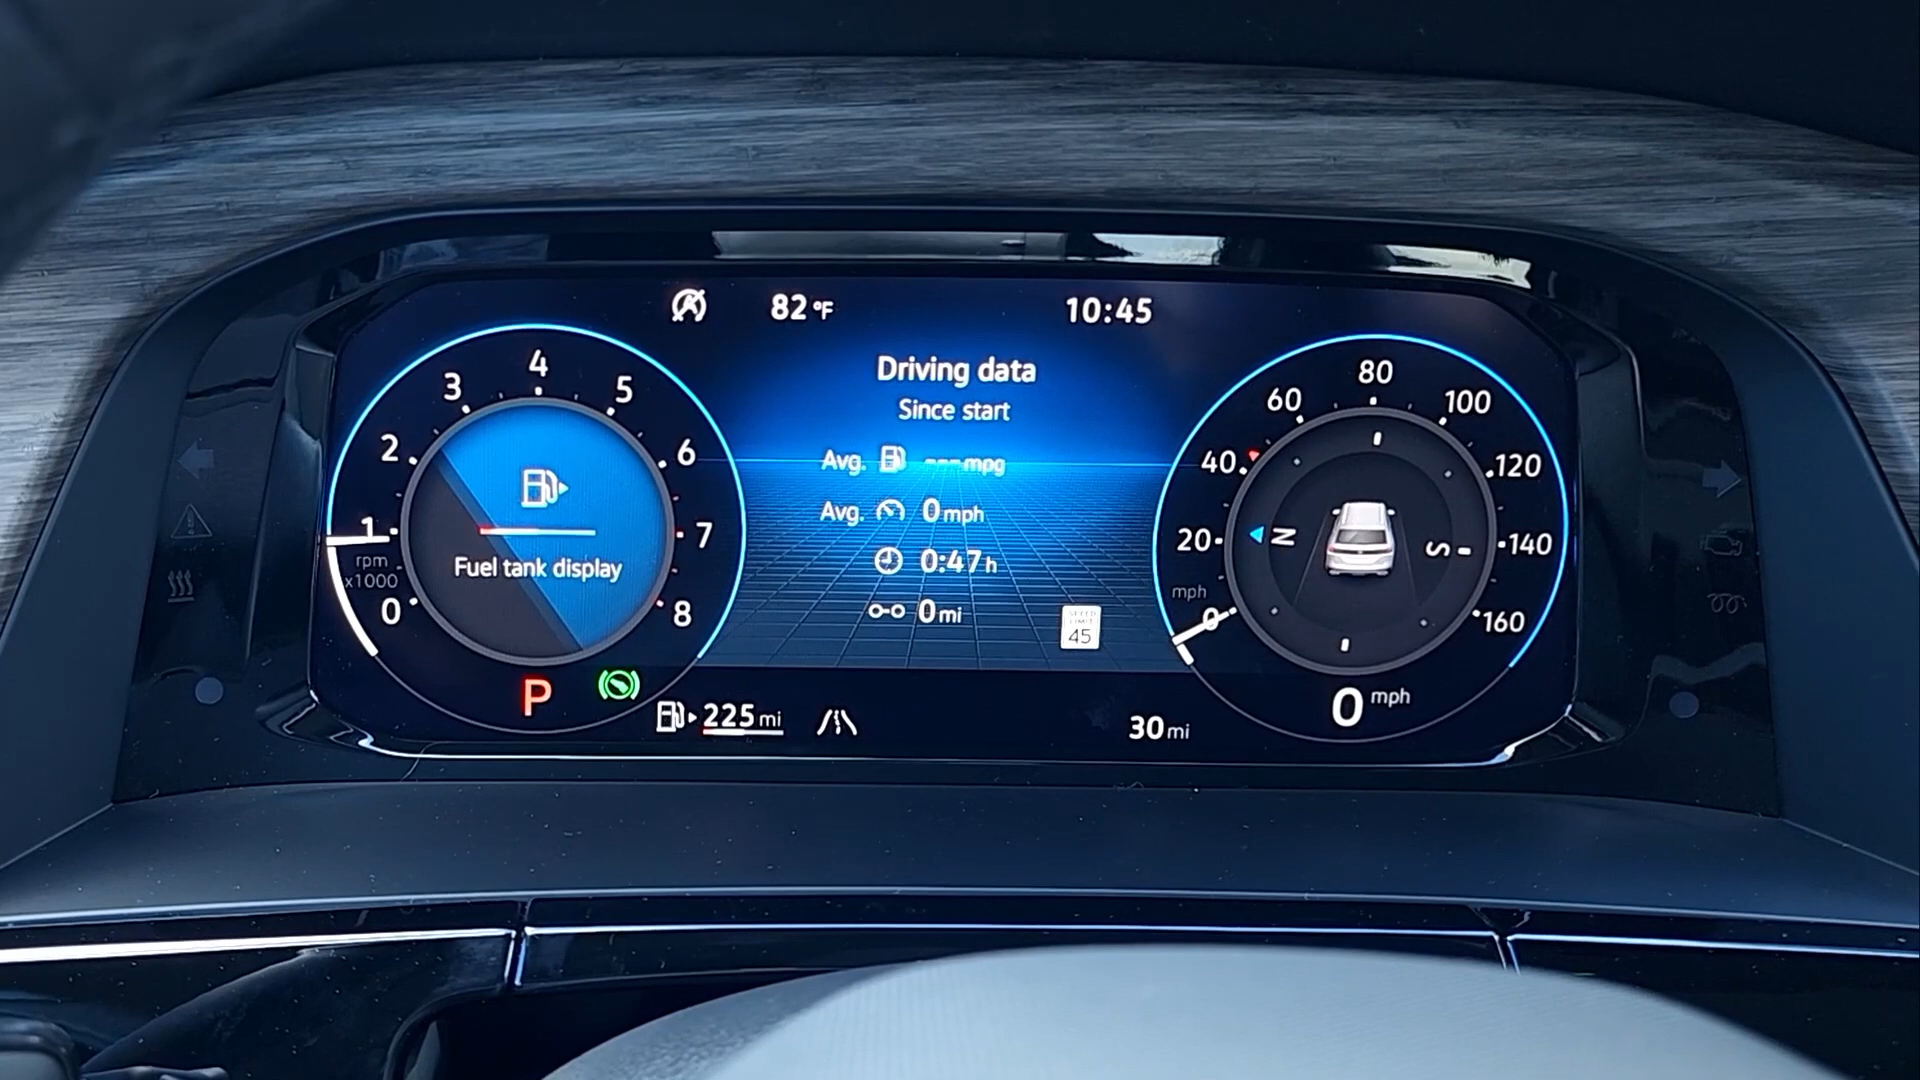 82 °F
10:45
Driving data
Since start
Avg. --- mpg
Avg. 0 mph
0:47 h
0 mi
SPEED
LIMIT
45
0
1
2
3
4
5
6
7
8
rpm
x1000
Fuel tank display
P
225 mi
30 mi
0
20
40
60
80
100
120
140
160
mph
N
S
0 mph